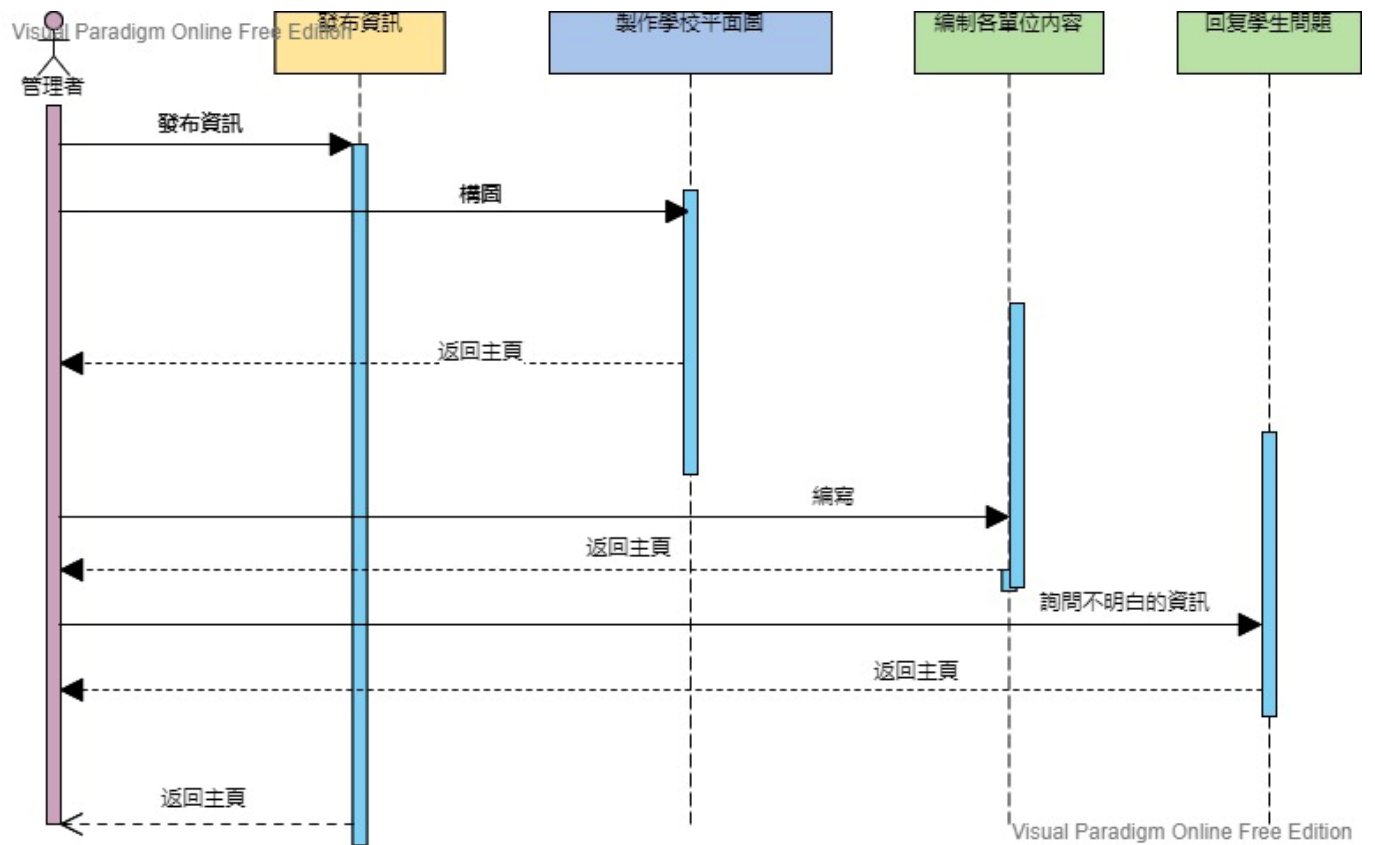 Visual Paradigm Online Free Edition
發布資訊
製作學校平面圖
編制各單位內容
回复學生問題
管理者
發布資訊
構圖
返回主頁
編寫
返回主頁
詢問不明白的資訊
返回主頁
返回主頁
Visual Paradigm Online Free Edition